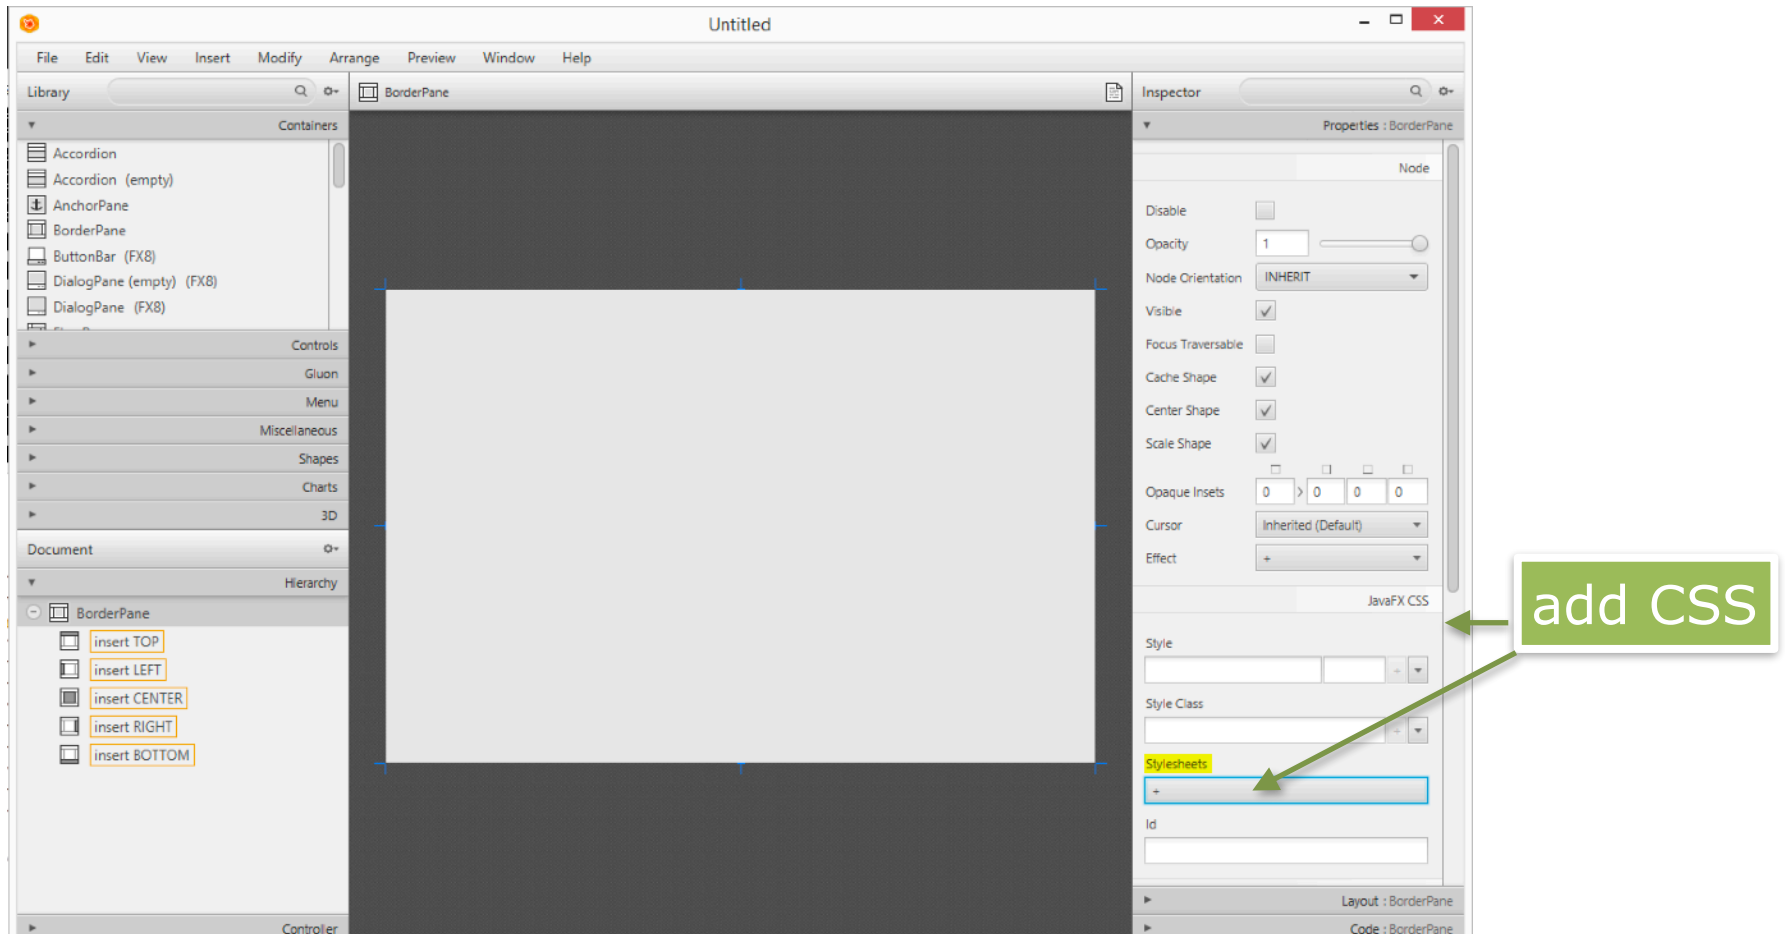 Untitled
File Edit View Insert Modify Arrange Preview Window Help
Library
Containers
Accordion
Accordion (empty)
AnchorPane
BorderPane
ButtonBar (FX8)
DialogPane (empty) (FX8)
DialogPane (FX8)
Controls
Gluon
Menu
Miscellaneous
Shapes
Charts
3D
Document
Hierarchy
BorderPane
insert TOP
insert LEFT
insert CENTER
insert RIGHT
insert BOTTOM
Controller
BorderPane
Inspector
Properties : BorderPane
Node
Disable
Opacity 1
Node Orientation INHERIT
Visible
Focus Traversable
Cache Shape
Center Shape
Scale Shape
Opaque Insets 0 0 0 0
Cursor Inherited (Default)
Effect +
JavaFX CSS
Style
+
Style Class
+
Stylesheets
+
Id
Layout : BorderPane
Code : BorderPane
add CSS